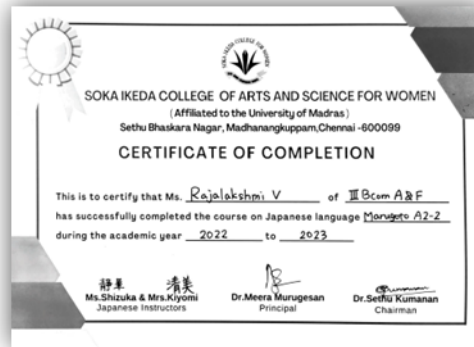 SOKA IKEDA COLLEGE OF ARTS AND SCIENCE FOR WOMEN
(Affiliated to the University of Madras)
Sethu Bhaskara Nagar, Madhanangkuppam,Chennai -600099
CERTIFICATE OF COMPLETION
This is to certify that Ms. Rajalakshmi V of III Bcom A&F
has successfully completed the course on Japanese language Marugoto A2-2
during the academic year 2022 to 2023
清美
Ms.Shizuka & Mrs.Kiyomi Dr.Meera Murugesan Dr.Sethu Kumanan
Japanese Instructors Principal Chairman